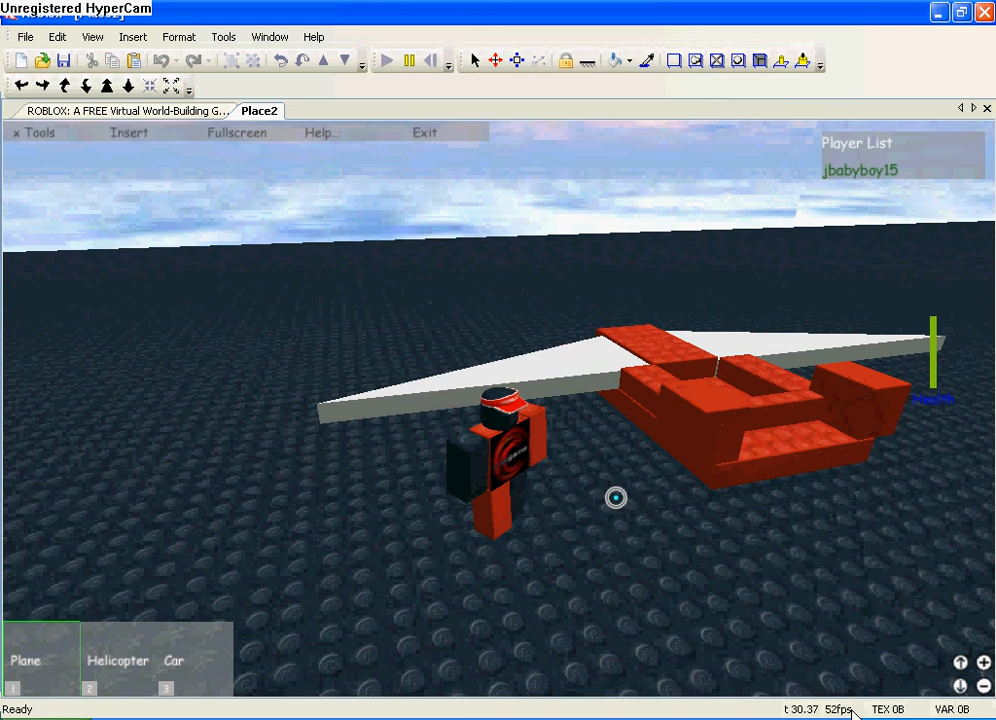 Unregistered HyperCam
File Edit View Insert Format Tools Window Help
ROBLOX: A FREE Virtual World-Building G... Place2
x Tools Insert Fullscreen Help... Exit
Player List
jbabyboy15
Plane Helicopter Car
1 2 3
Ready t 30.37 52fps TEX 0B VAR 0B